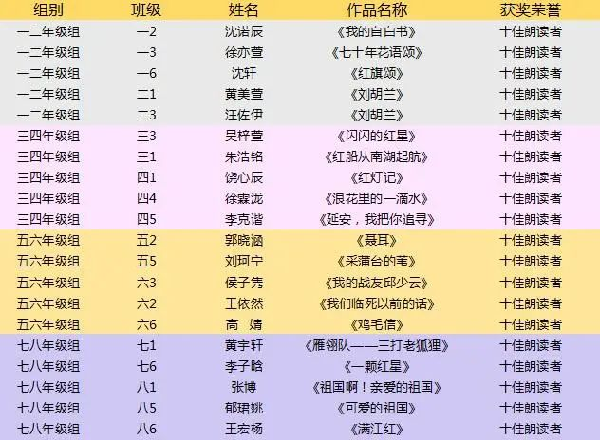 组别 班级 姓名 作品名称 获奖荣誉
一二年级组 一2 沈诺辰 《我的自白书》 十佳朗读者
一二年级组 一3 徐亦萱 《七十年花语颂》 十佳朗读者
一二年级组 一6 沈轩 《红旗颂》 十佳朗读者
一二年级组 二1 黄美萱 《刘胡兰》 十佳朗读者
一二年级组 二3 汪佐伊 《刘胡兰》 十佳朗读者
三四年级组 三3 吴梓萱 《闪闪的红星》 十佳朗读者
三四年级组 三1 朱浩铭 《红船从南湖起航》 十佳朗读者
三四年级组 四1 饶心辰 《红灯记》 十佳朗读者
三四年级组 四4 徐霖泷 《浪花里的一滴水》 十佳朗读者
三四年级组 四5 李克谐 《延安，我把你追寻》 十佳朗读者
五六年级组 五2 郭晓涵 《聂耳》 十佳朗读者
五六年级组 五5 刘珂宁 《采蒲台的苇》 十佳朗读者
五六年级组 六3 侯子隽 《我的战友邱少云》 十佳朗读者
五六年级组 六2 王依然 《我们临死以前的话》 十佳朗读者
五六年级组 六6 高 婧 《鸡毛信》 十佳朗读者
七八年级组 七1 黄宇轩 《雁翎队——三打老狐狸》 十佳朗读者
七八年级组 七6 李子晗 《一颗红星》 十佳朗读者
七八年级组 八1 张博 《祖国啊！亲爱的祖国》 十佳朗读者
七八年级组 八5 郁珺姚 《可爱的祖国》 十佳朗读者
七八年级组 八6 王宏杨 《满江红》 十佳朗读者